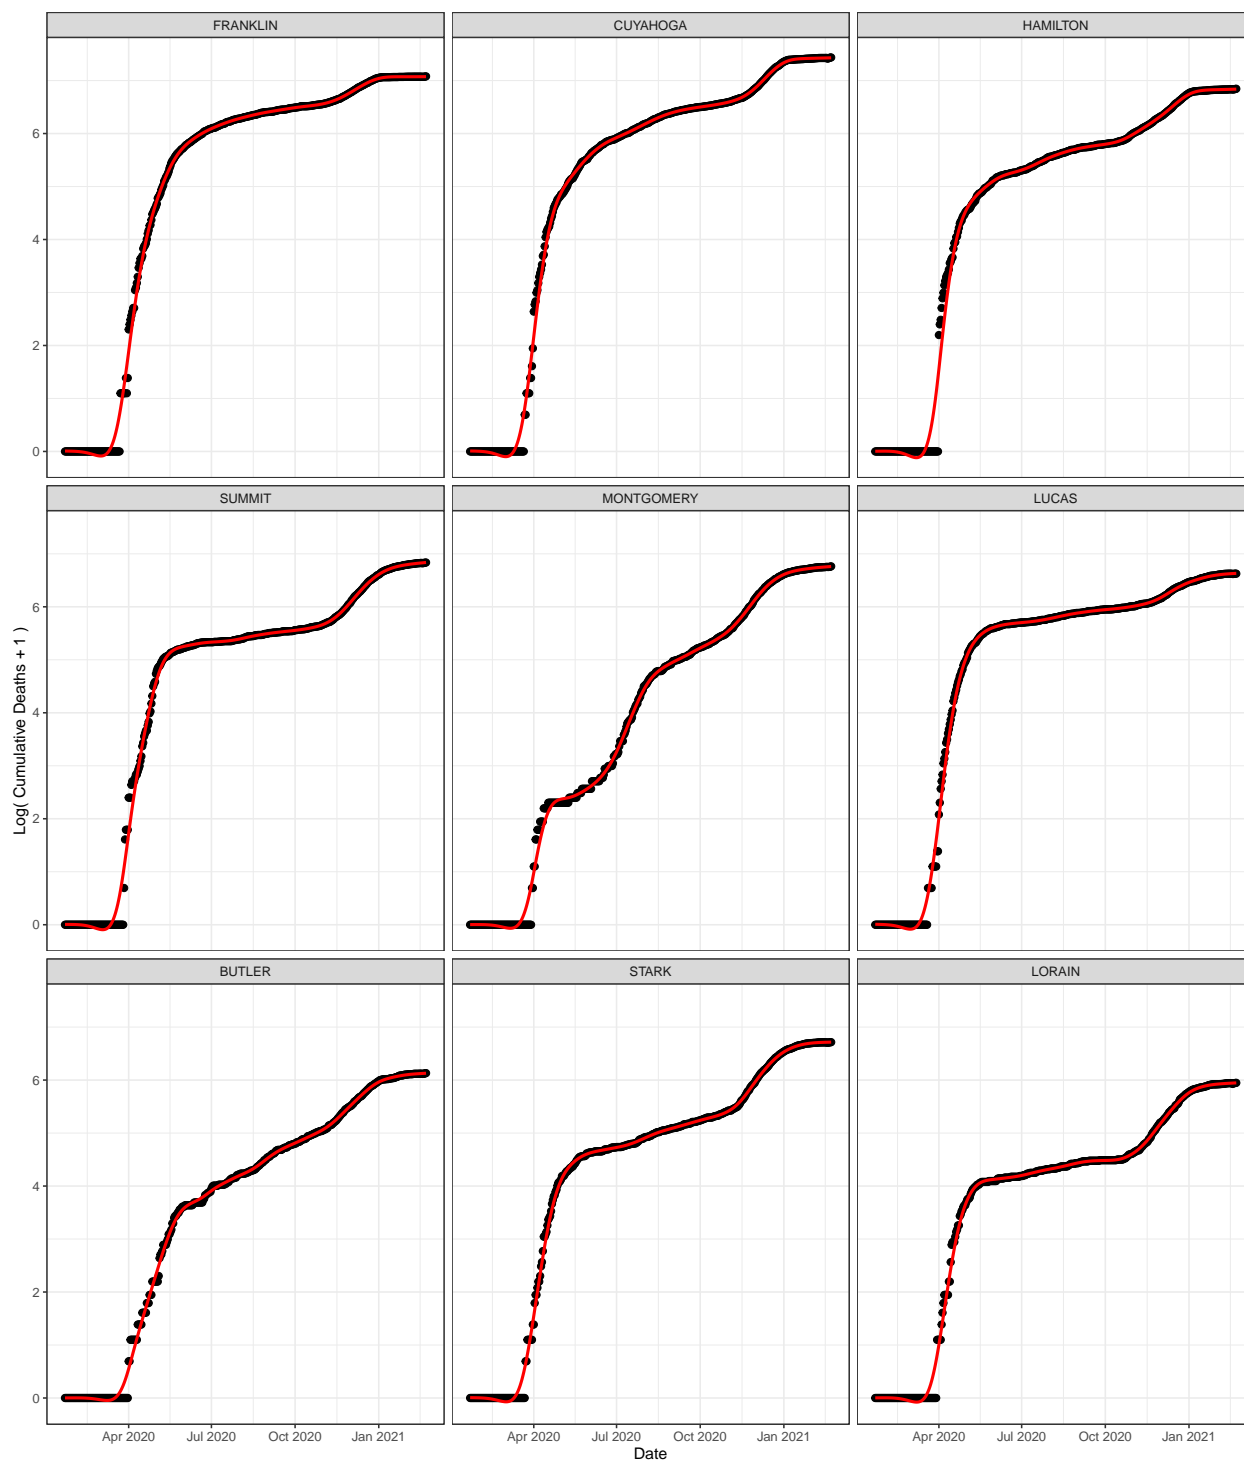 FRANKLIN
CUYAHOGA
HAMILTON
6
4
2
0
SUMMIT
MONTGOMERY
LUCAS
6
4
2
0
Log( Cumulative Deaths + 1 )
BUTLER
STARK
LORAIN
6
4
2
0
Apr 2020
Jul 2020
Oct 2020
Jan 2021
Apr 2020
Jul 2020
Oct 2020
Jan 2021
Apr 2020
Jul 2020
Oct 2020
Jan 2021
Date